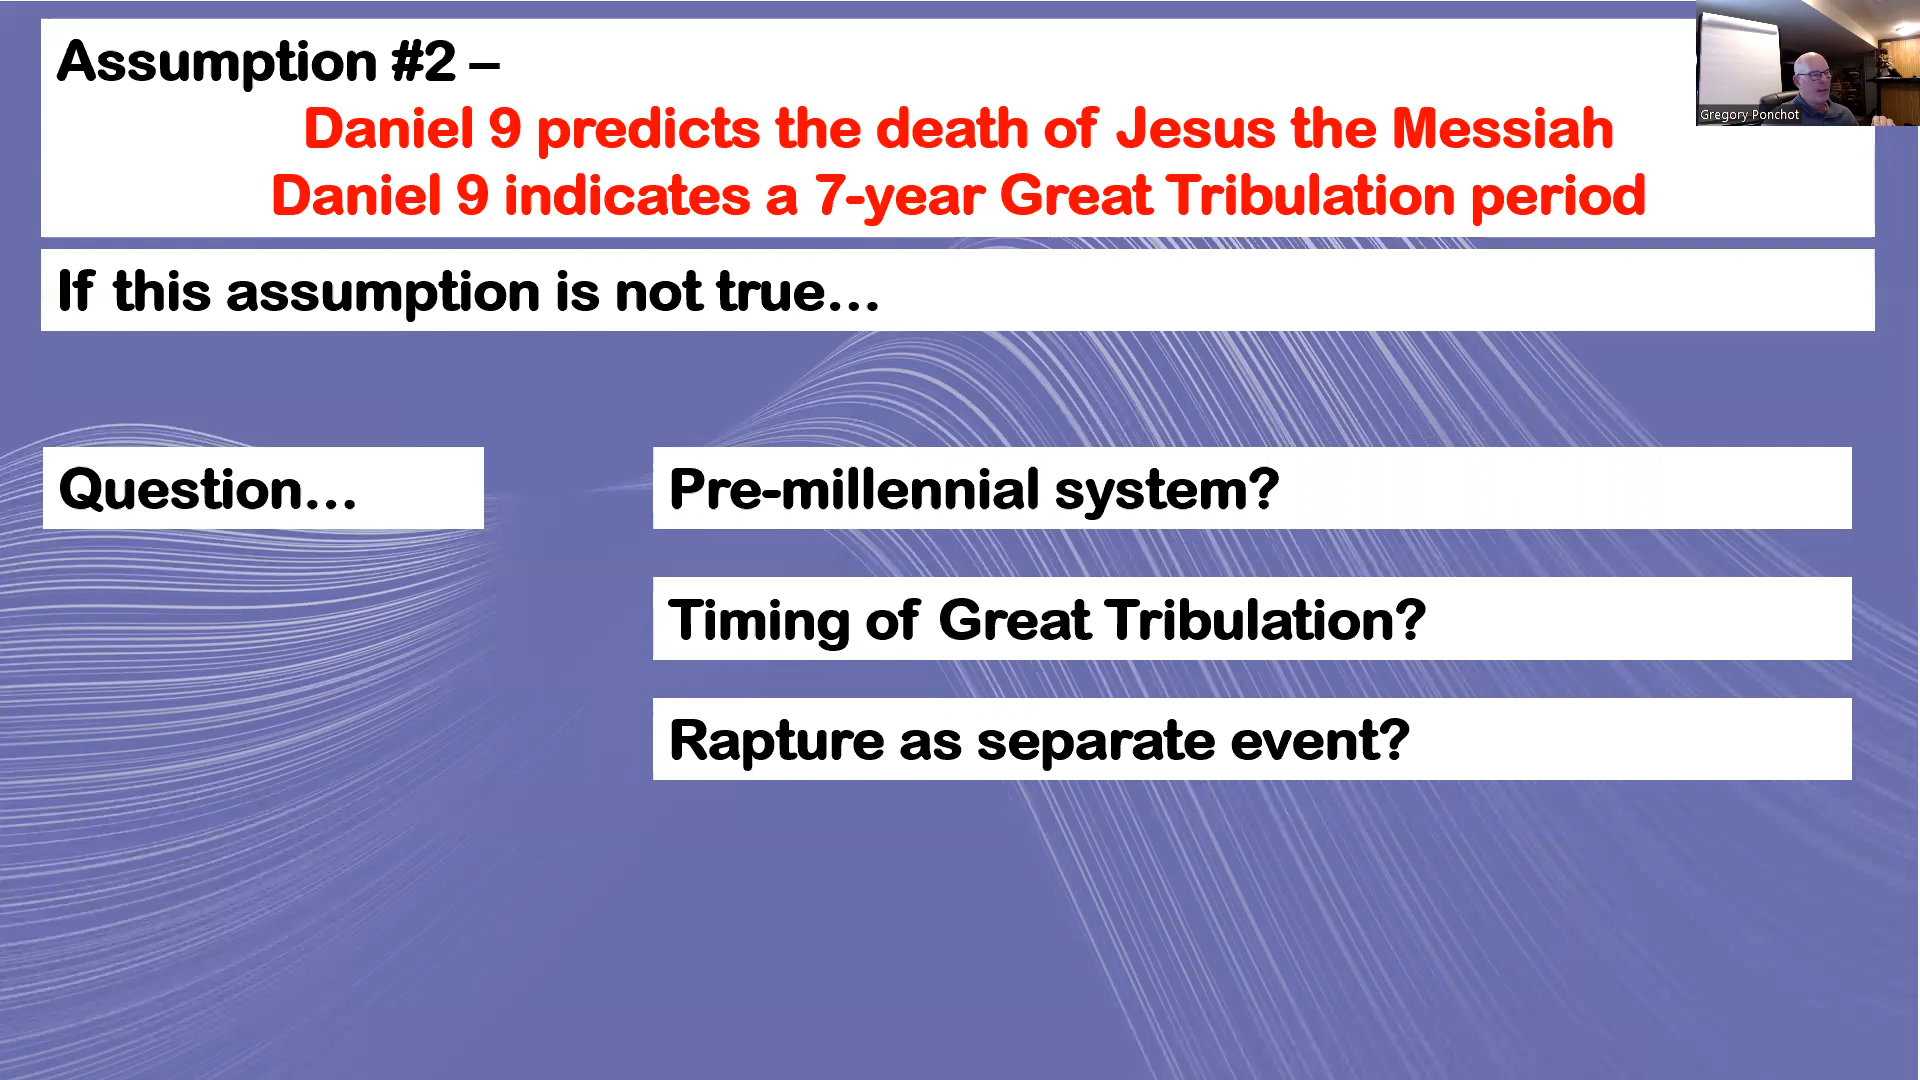 Assumption #2 –
Daniel 9 predicts the death of Jesus the Messiah
Daniel 9 indicates a 7-year Great Tribulation period
Gregory Ponchot
If this assumption is not true...
Question...
Pre-millennial system?
Timing of Great Tribulation?
Rapture as separate event?